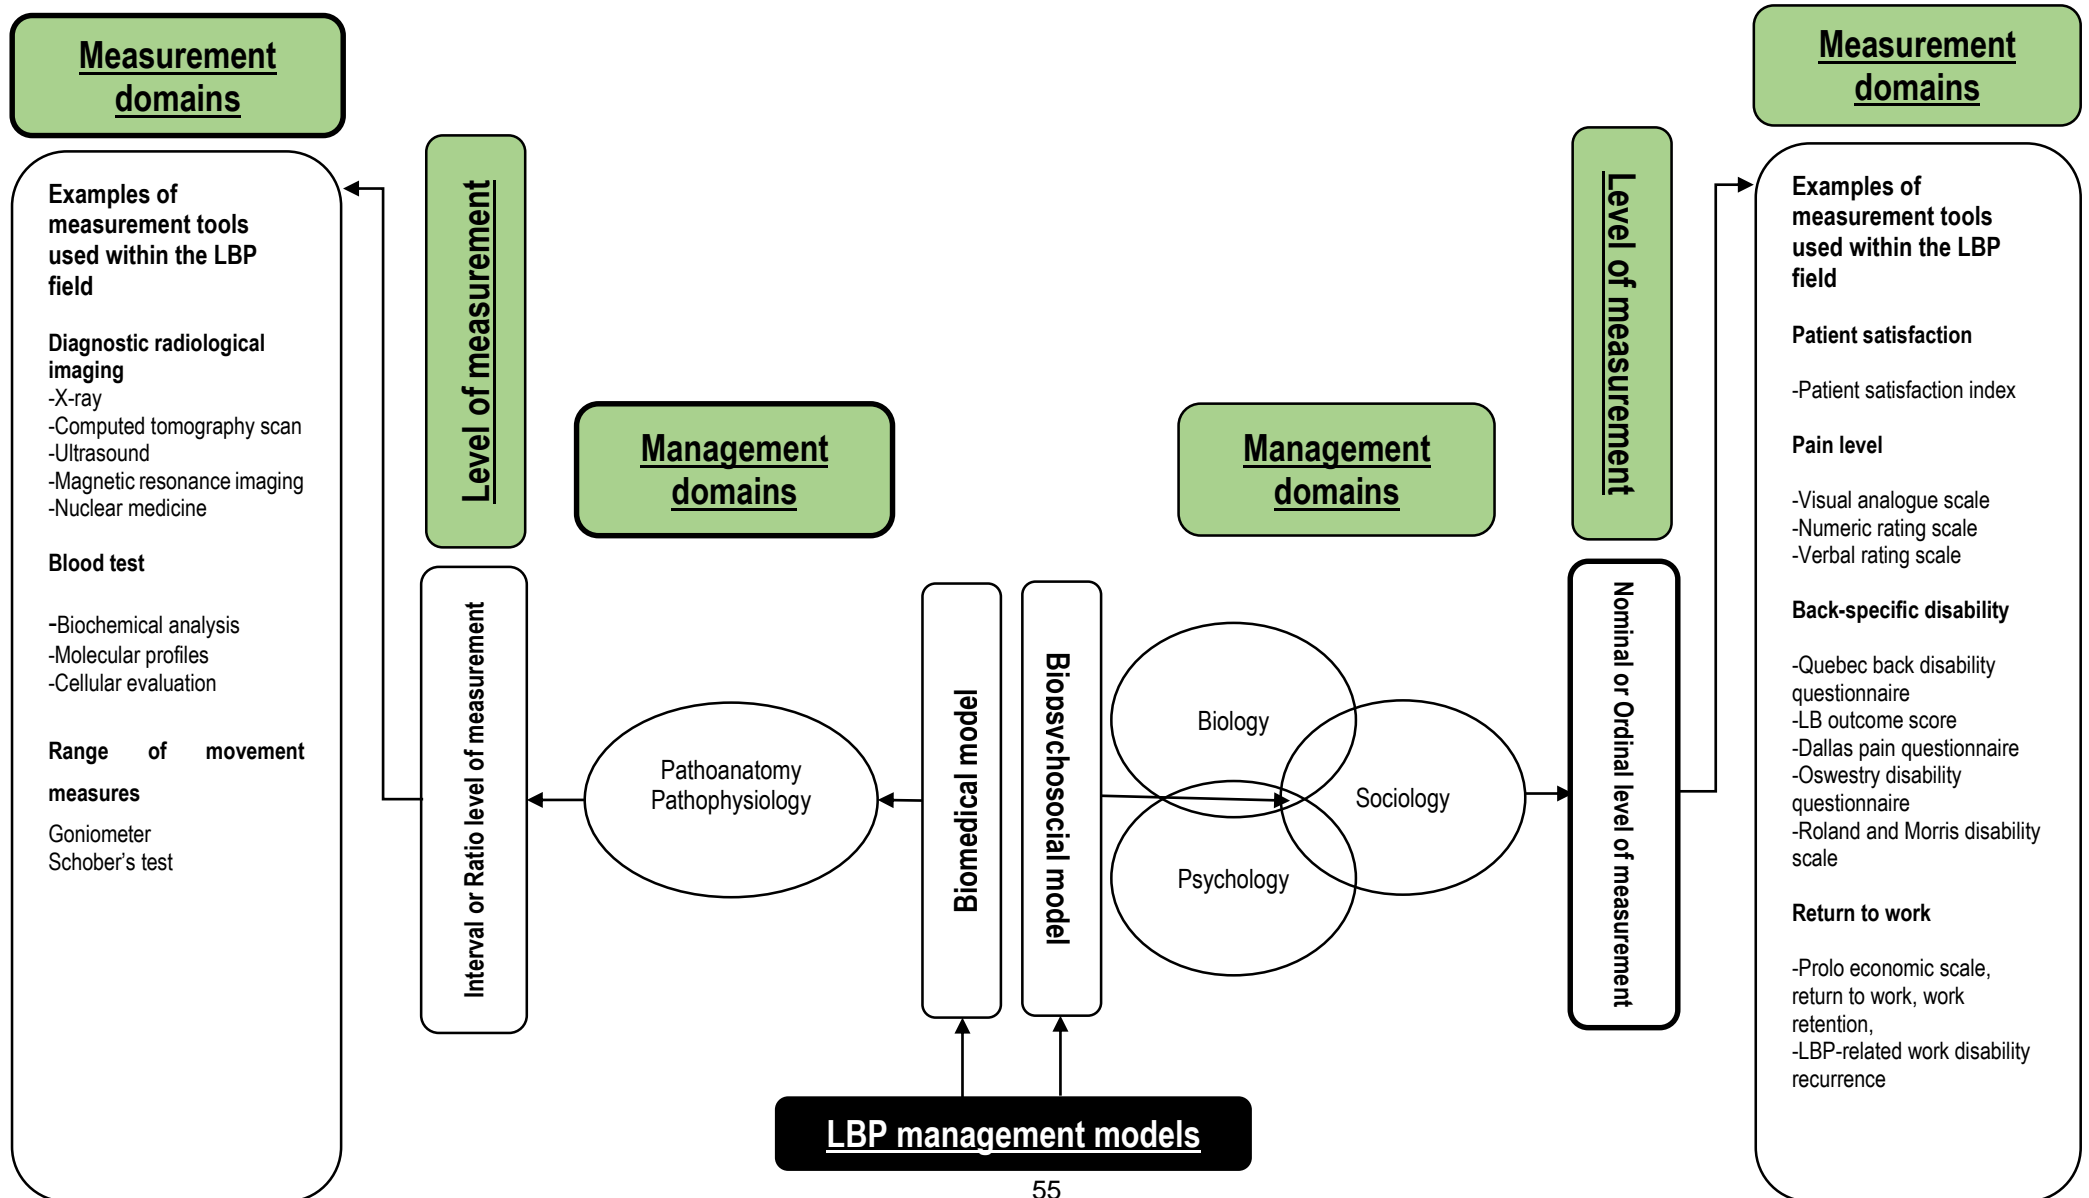 Measurement
domains
Examples of
measurement tools
used within the LBP
field
Diagnostic radiological
imaging
-X-ray
-Computed tomography scan
-Ultrasound
-Magnetic resonance imaging
-Nuclear medicine
Blood test
-Biochemical analysis
-Molecular profiles
-Cellular evaluation
Range of movement
measures
Goniometer
Schober's test
Level of measurement
Interval or Ratio level of measurement
Management
domains
Pathoanatomy
Pathophysiology
Biomedical model
Biopsychosocial model
Management
domains
Biology
Sociology
Psychology
Level of measurement
Nominal or Ordinal level of measurement
Measurement
domains
Examples of
measurement tools
used within the LBP
field
Patient satisfaction
-Patient satisfaction index
Pain level
-Visual analogue scale
-Numeric rating scale
-Verbal rating scale
Back-specific disability
-Quebec back disability
questionnaire
-LB outcome score
-Dallas pain questionnaire
-Oswestry disability
questionnaire
-Roland and Morris disability
scale
Return to work
-Prolo economic scale,
return to work, work
retention,
-LBP-related work disability
recurrence
LBP management models
55